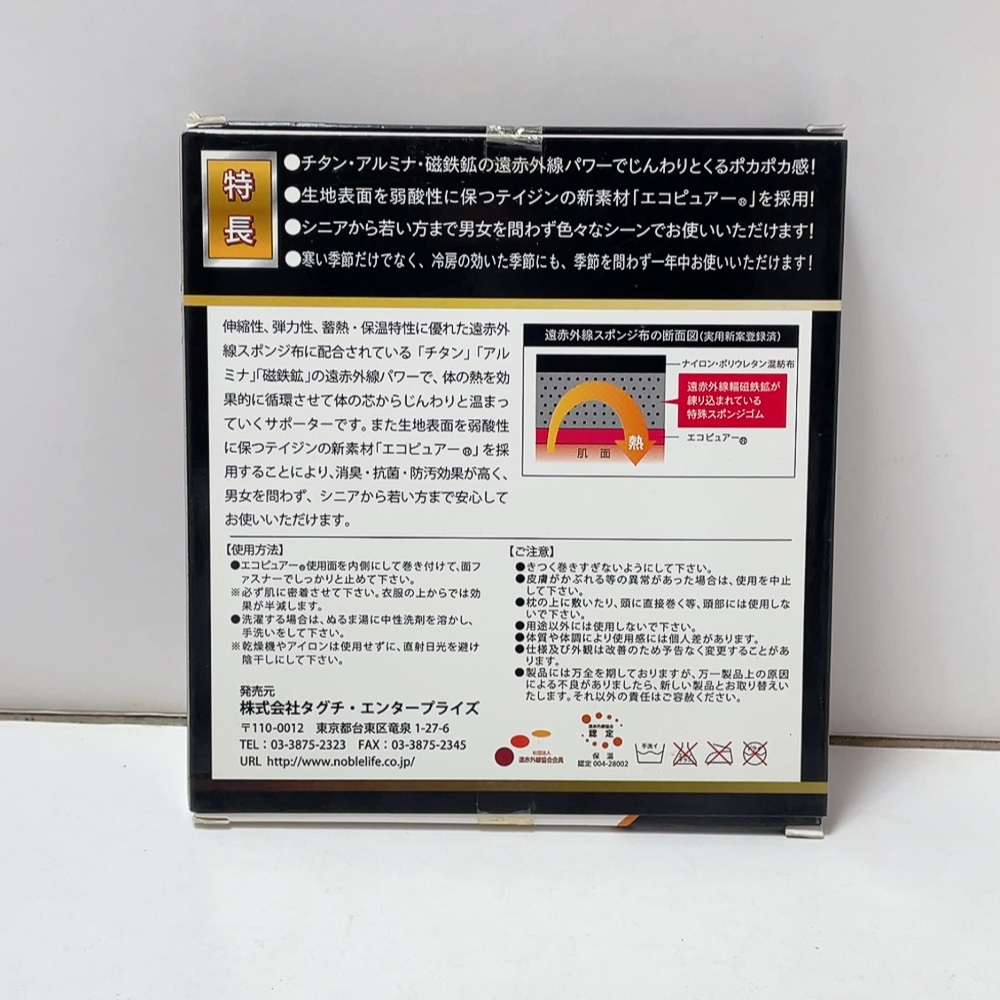 特長
●チタン・アルミナ・磁鉄鉱の遠赤外線パワーでじんわりとくるポカポカ感!
●生地表面を弱酸性に保つテイジンの新素材「エコピュアー®」を採用!
●シニアから若い方まで男女を問わず色々なシーンでお使いいただけます!
●寒い季節だけでなく、冷房の効いた季節にも、季節を問わず一年中お使いいただけます!
伸縮性、弾力性、蓄熱・保温特性に優れた遠赤外
線スポンジ布に配合されている「チタン」「アル
ミナ」「磁鉄鉱」の遠赤外線パワーで、体の熱を効
果的に循環させて体の芯からじんわりと温まっ
ていくサポーターです。また生地表面を弱酸性
に保つテイジンの新素材「エコピュアー®」を採
用することにより、消臭・抗菌・防汚効果が高く、
男女を問わず、シニアから若い方まで安心して
お使いいただけます。
遠赤外線スポンジ布の断面図(実用新案登録済)
ナイロン・ポリウレタン混紡布
遠赤外線輻磁鉄鉱が
練り込まれている
特殊スポンジゴム
エコピュアー®
熱
肌面
【使用方法】
●エコピュアー®使用面を内側にして巻き付けて、面フ
ァスナーでしっかりと止めて下さい。
※必ず肌に密着させて下さい。衣服の上からでは効
果が半減します。
●洗濯する場合は、ぬるま湯に中性洗剤を溶かし、
手洗いをして下さい。
※乾燥機やアイロンは使用せずに、直射日光を避け
陰干しにして下さい。
【ご注意】
●きつく巻きすぎないようにして下さい。
●皮膚がかぶれる等の異常があった場合は、使用を中止
して下さい。
●枕の上に敷いたり、頭に直接巻く等、頭部には使用しな
いで下さい。
●用途以外には使用しないで下さい。
●体質や体調により使用感には個人差があります。
●仕様及び外観は改善のため予告なく変更することがあ
ります。
●製品には万全を期しておりますが、万一製品上の原因
による不良がありましたら、新しい製品とお取り替えい
たします。それ以外の責任はご容赦ください。
発売元
株式会社タグチ・エンタープライズ
〒110-0012 東京都台東区竜泉 1-27-6
TEL:03-3875-2323 FAX:03-3875-2345
URL http://www.noblelife.co.jp/
社団法人
遠赤外線協会会員
遠赤外線協会
認定
保温
認定 004-28002
手洗イ